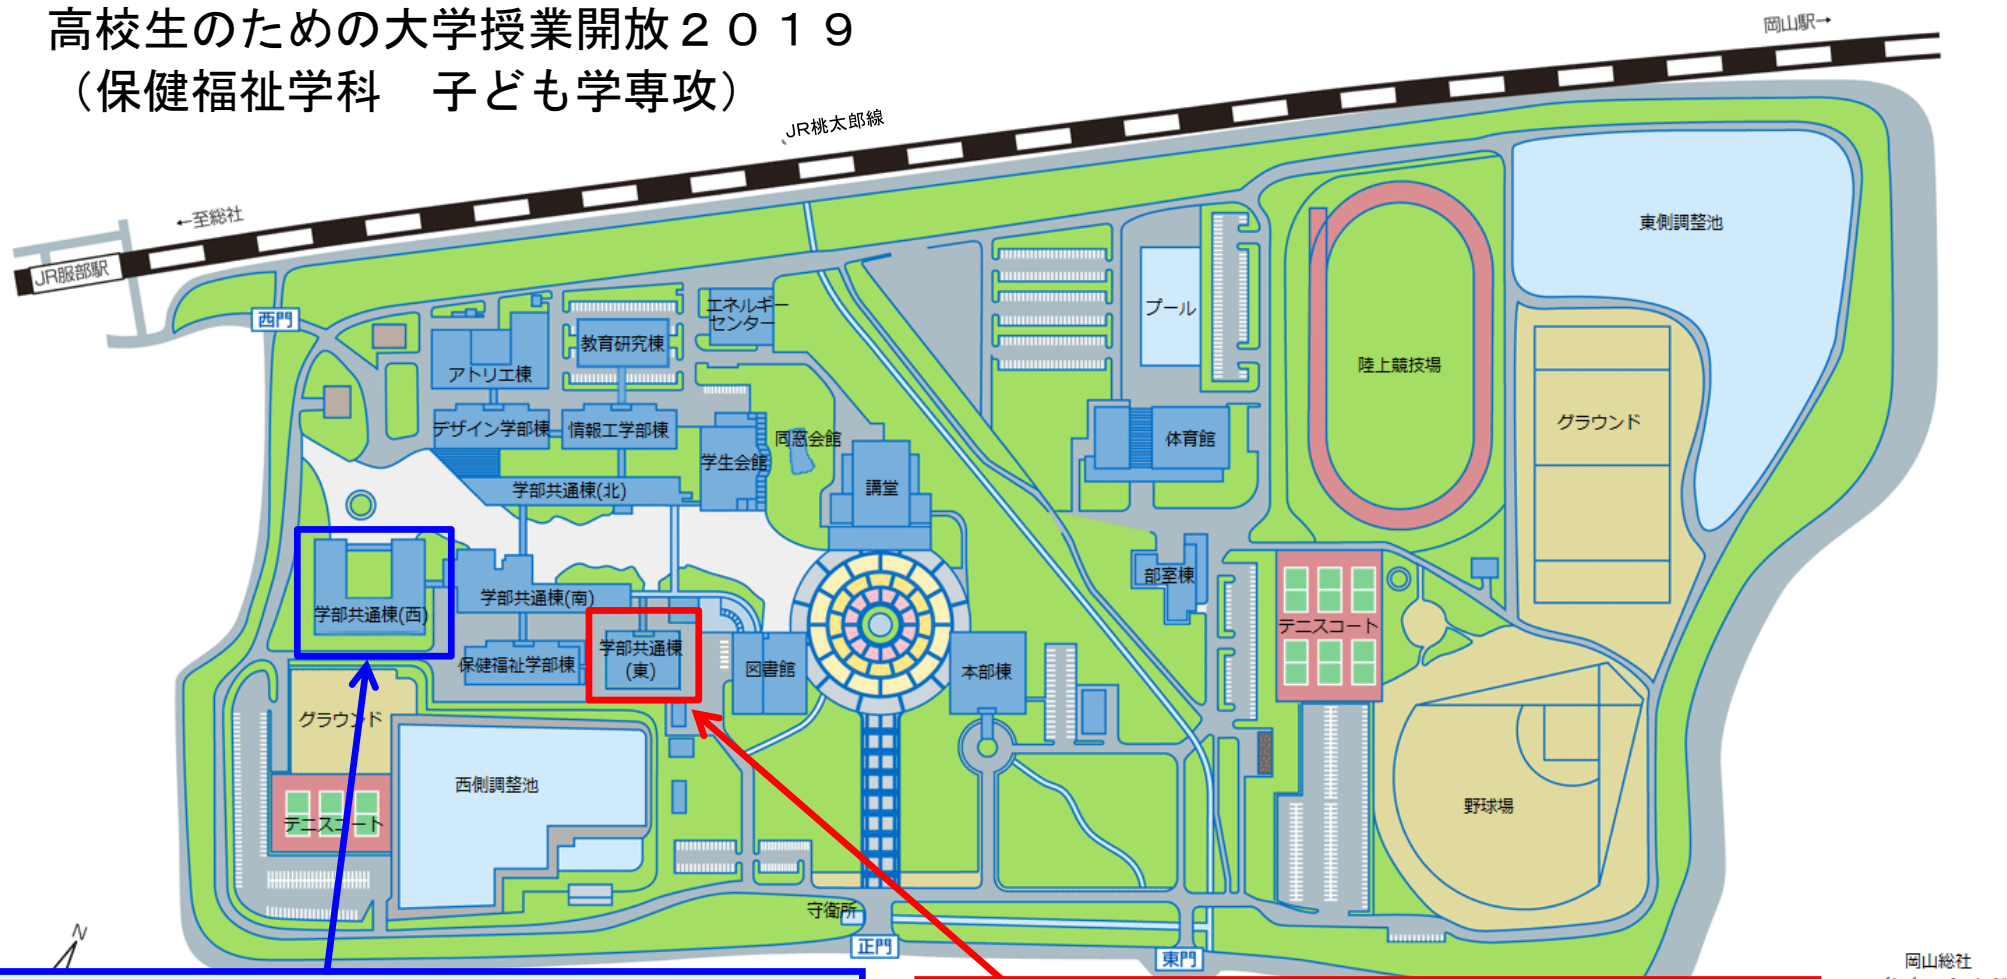 高校生のための大学授業開放２０１９
（保健福祉学科　子ども学専攻）
岡山駅→
JR桃太郎線
←至総社
JR服部駅
西門
東側調整池
エネルギー
センター
プール
教育研究棟
アトリエ棟
陸上競技場
グラウンド
デザイン学部棟
情報工学部棟
同窓会館
体育館
学生会館
講堂
学部共通棟(北)
部室棟
学部共通棟(西)
学部共通棟(南)
テニスコート
学部共通棟
(東)
保健福祉学部棟
図書館
本部棟
グラウンド
西側調整池
野球場
テニスコート
守衛所
N
正門
東門
岡山総社